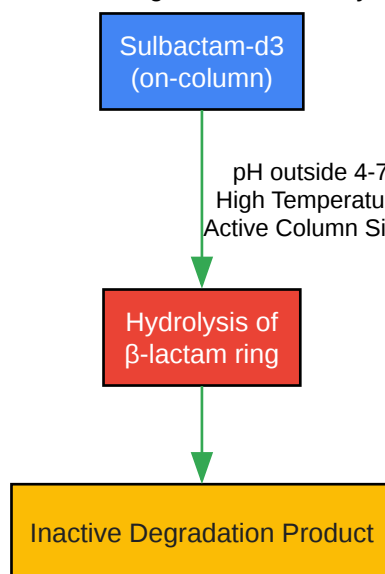 Sulbactam-d3
(on-column)
pH outside 4-7
High Temperatu
Active Column Si
Hydrolysis of
β-lactam ring
Inactive Degradation Product